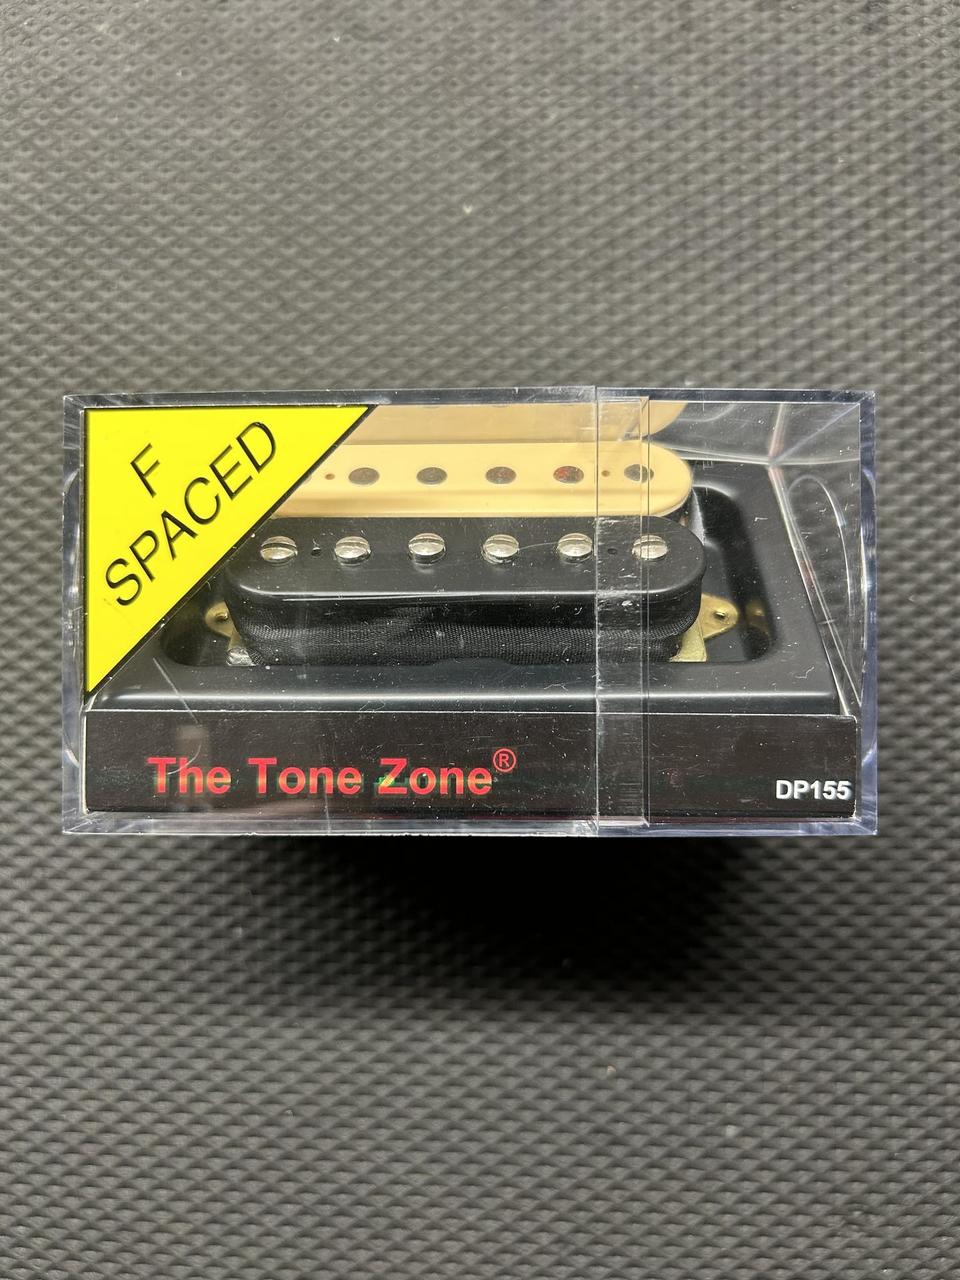 F
SPACED
The Tone Zone®
DP155